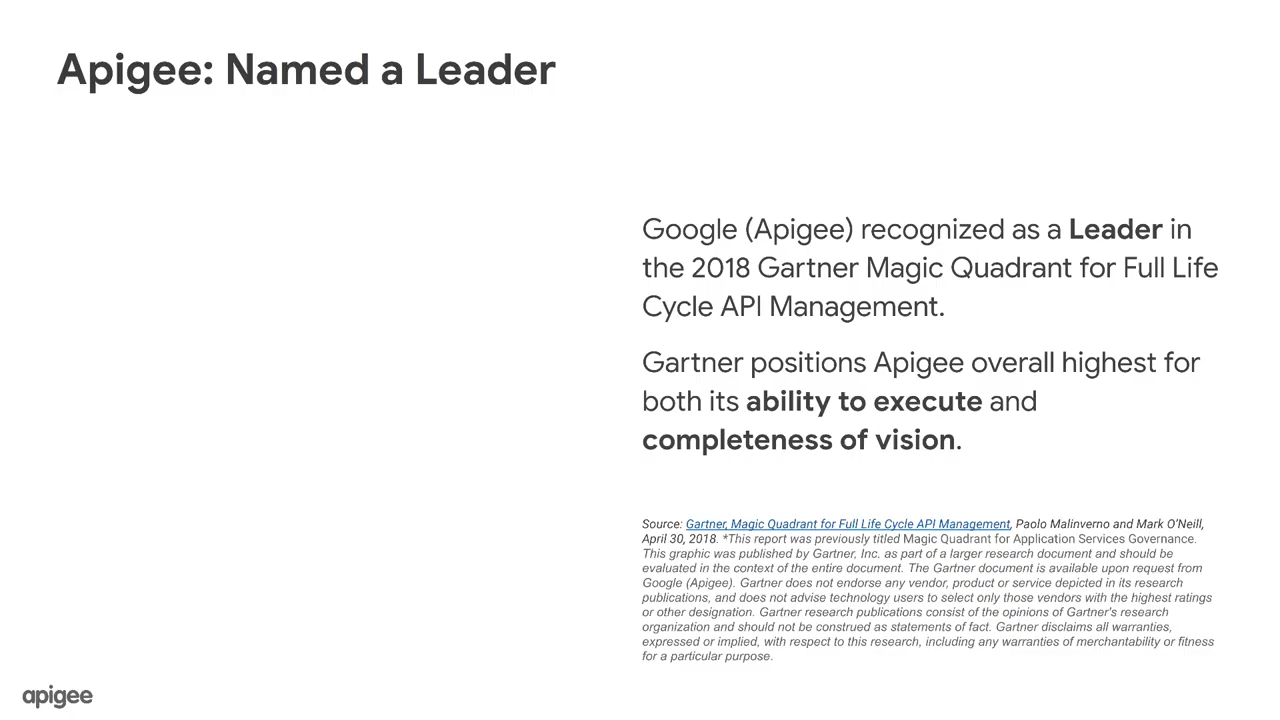 Apigee: Named a Leader
Google (Apigee) recognized as a Leader in
the 2018 Gartner Magic Quadrant for Full Life
Cycle API Management.
Gartner positions Apigee overall highest for
both its ability to execute and
completeness of vision.
Source: Gartner, Magic Quadrant for Full Life Cycle API Management, Paolo Malinverno and Mark O'Neill,
April 30, 2018. *This report was previously titled Magic Quadrant for Application Services Governance.
This graphic was published by Gartner, Inc. as part of a larger research document and should be
evaluated in the context of the entire document. The Gartner document is available upon request from
Google (Apigee). Gartner does not endorse any vendor, product or service depicted in its research
publications, and does not advise technology users to select only those vendors with the highest ratings
or other designation. Gartner research publications consist of the opinions of Gartner's research
organization and should not be construed as statements of fact. Gartner disclaims all warranties,
expressed or implied, with respect to this research, including any warranties of merchantability or fitness
for a particular purpose.
apigee